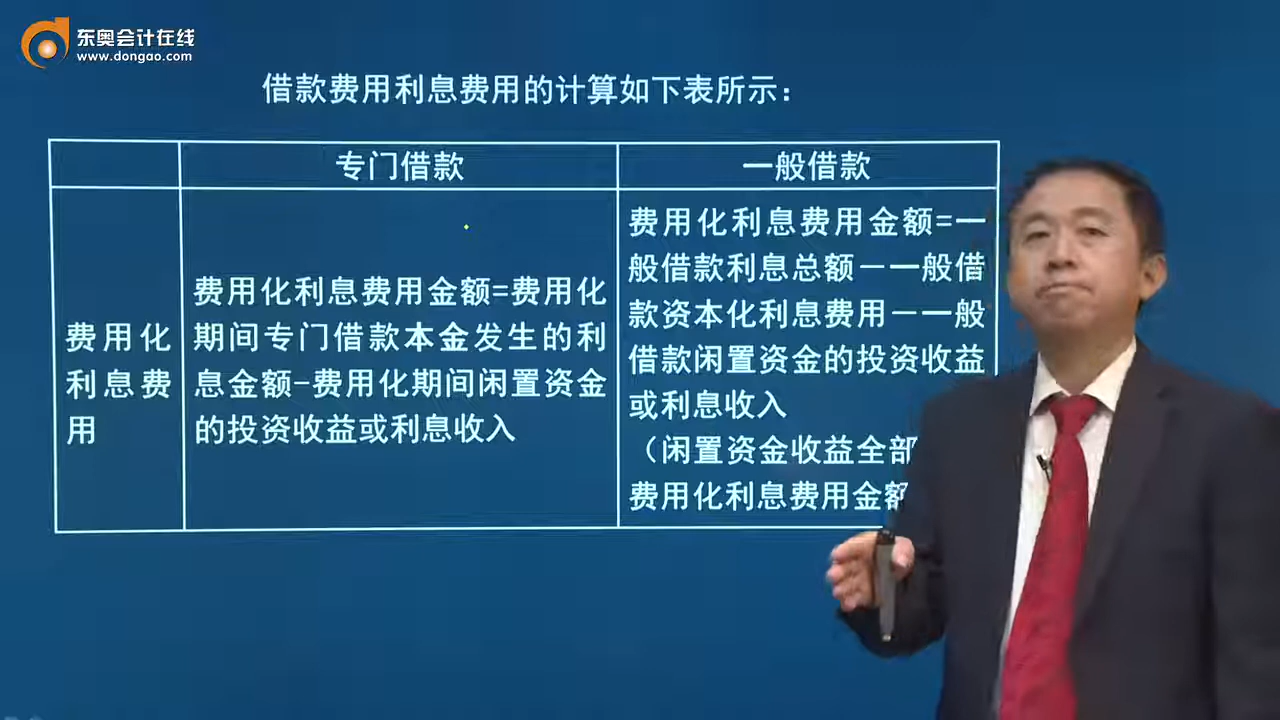 东奥会计在线
www.dongao.com
借款费用利息费用的计算如下表所示：
专门借款
一般借款
费用化
利息费
用
费用化利息费用金额=费用化
期间专门借款本金发生的利
息金额-费用化期间闲置资金
的投资收益或利息收入
费用化利息费用金额=一
般借款利息总额－一般借
款资本化利息费用－一般
借款闲置资金的投资收益
或利息收入
（闲置资金收益全部
费用化利息费用金额